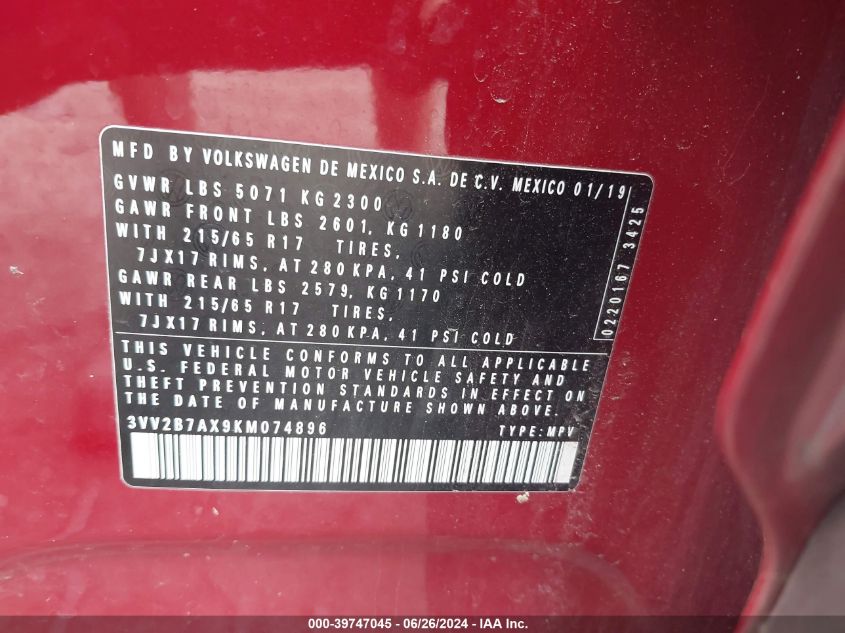 MFD BY VOLKSWAGEN DE MEXICO S.A. DE C.V. MEXICO 01/19
GVWR LBS 5071 KG 2300
GAWR FRONT LBS 2601, KG 1180
WITH 215/65 R17 TIRES,
7JX17 RIMS, AT 280 KPA, 41 PSI COLD
GAWR REAR LBS 2579, KG 1170
WITH 215/65 R17 TIRES,
7JX17 RIMS, AT 280 KPA, 41 PSI COLD
0220167 3425
THIS VEHICLE CONFORMS TO ALL APPLICABLE
U.S. FEDERAL MOTOR VEHICLE SAFETY AND
THEFT PREVENTION STANDARDS IN EFFECT ON
THE DATE OF MANUFACTURE SHOWN ABOVE.
3VV2B7AX9KM074896 TYPE: MPV
000-39747045 - 06/26/2024 - IAA Inc.